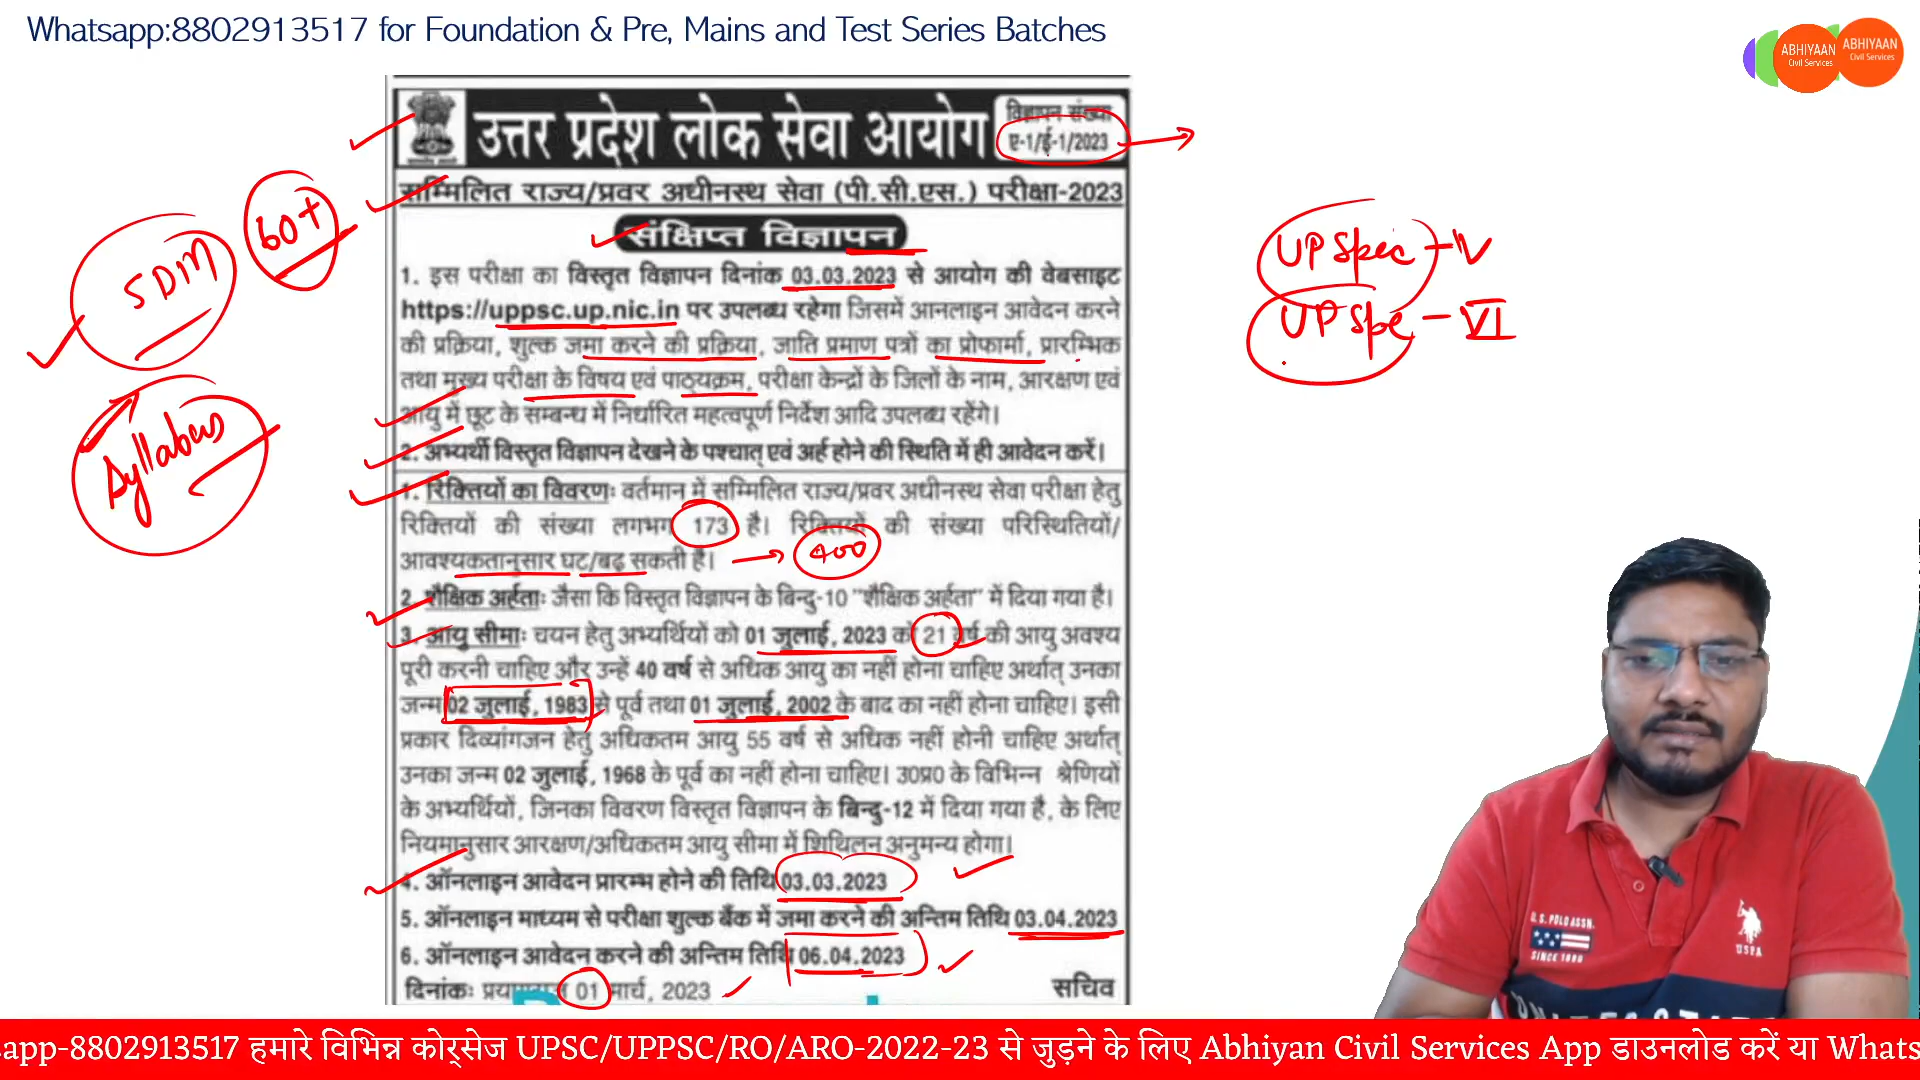 Whatsapp:8802913517 for Foundation & Pre, Mains and Test Series Batches
ABHIYAAN
Civil Services
ABHIYAAN
Civil Services
उत्तर प्रदेश लोक सेवा आयोग
विज्ञापन संख्या
ए-1/ई-1/2023
सम्मिलित राज्य/प्रवर अधीनस्थ सेवा (पी.सी.एस.) परीक्षा-2023
संक्षिप्त विज्ञापन
1. इस परीक्षा का विस्तृत विज्ञापन दिनांक 03.03.2023 से आयोग की वेबसाइट
https://uppsc.up.nic.in पर उपलब्ध रहेगा जिसमें आनलाइन आवेदन करने
की प्रक्रिया, शुल्क जमा करने की प्रक्रिया, जाति प्रमाण पत्रों का प्रोफार्मा, प्रारम्भिक
तथा मुख्य परीक्षा के विषय एवं पाठ्यक्रम, परीक्षा केन्द्रों के जिलों के नाम, आरक्षण एवं
आयु में छूट के सम्बन्ध में निर्धारित महत्वपूर्ण निर्देश आदि उपलब्ध रहेंगे।
2. अभ्यर्थी विस्तृत विज्ञापन देखने के पश्चात् एवं अर्ह होने की स्थिति में ही आवेदन करें।
1. रिक्तियों का विवरणः वर्तमान में सम्मिलित राज्य/प्रवर अधीनस्थ सेवा परीक्षा हेतु
रिक्तियों की संख्या लगभग 173 है। रिक्तियों की संख्या परिस्थितियों/
आवश्यकतानुसार घट/बढ़ सकती है।
400
2. शैक्षिक अर्हताः जैसा कि विस्तृत विज्ञापन के बिन्दु-10 "शैक्षिक अर्हता" में दिया गया है।
3. आयु सीमाः चयन हेतु अभ्यर्थियों को 01 जुलाई, 2023 को 21 वर्ष की आयु अवश्य
पूरी करनी चाहिए और उन्हें 40 वर्ष से अधिक आयु का नहीं होना चाहिए अर्थात् उनका
जन्म 02 जुलाई, 1983 से पूर्व तथा 01 जुलाई, 2002 के बाद का नहीं होना चाहिए। इसी
प्रकार दिव्यांगजन हेतु अधिकतम आयु 55 वर्ष से अधिक नहीं होनी चाहिए अर्थात्
उनका जन्म 02 जुलाई, 1968 के पूर्व का नहीं होना चाहिए। उ0प्र0 के विभिन्न श्रेणियों
के अभ्यर्थियों, जिनका विवरण विस्तृत विज्ञापन के बिन्दु-12 में दिया गया है, के लिए
नियमानुसार आरक्षण/अधिकतम आयु सीमा में शिथिलन अनुमन्य होगा।
4. ऑनलाइन आवेदन प्रारम्भ होने की तिथि 03.03.2023
5. ऑनलाइन माध्यम से परीक्षा शुल्क बैंक में जमा करने की अन्तिम तिथि 03.04.2023
6. ऑनलाइन आवेदन करने की अन्तिम तिथि 06.04.2023
दिनांकः 01 मार्च, 2023
सचिव
60+
SDM
Syllabus
UPSpec - V
UPSpe - VI
U.S. POLO ASSN.
SINCE 1890
USPA
app-8802913517 हमारे विभिन्न कोर्सेज UPSC/UPPSC/RO/ARO-2022-23 से जुड़ने के लिए Abhiyan Civil Services App डाउनलोड करें या Whats